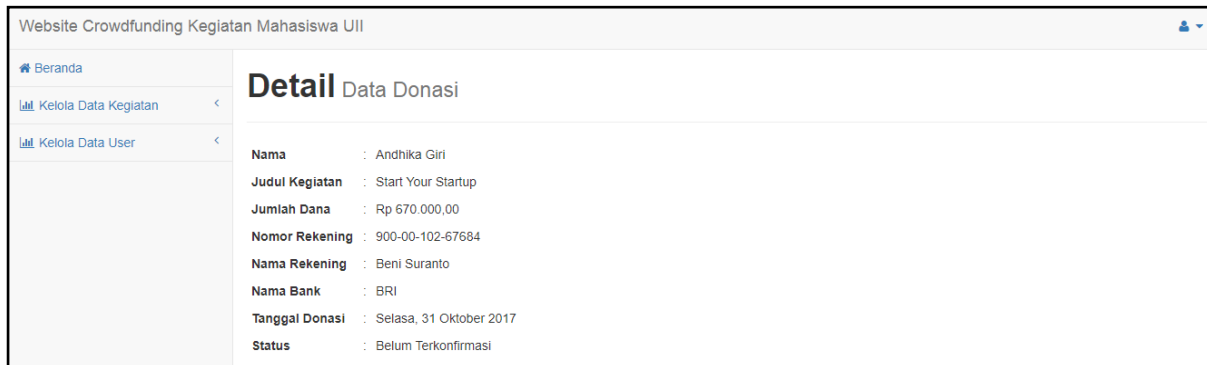 Website Crowdfunding Kegiatan Mahasiswa UII
Beranda
Kelola Data Kegiatan
Kelola Data User
Detail Data Donasi
Nama : Andhika Giri
Judul Kegiatan : Start Your Startup
Jumlah Dana : Rp 670.000,00
Nomor Rekening : 900-00-102-67684
Nama Rekening : Beni Suranto
Nama Bank : BRI
Tanggal Donasi : Selasa, 31 Oktober 2017
Status : Belum Terkonfirmasi